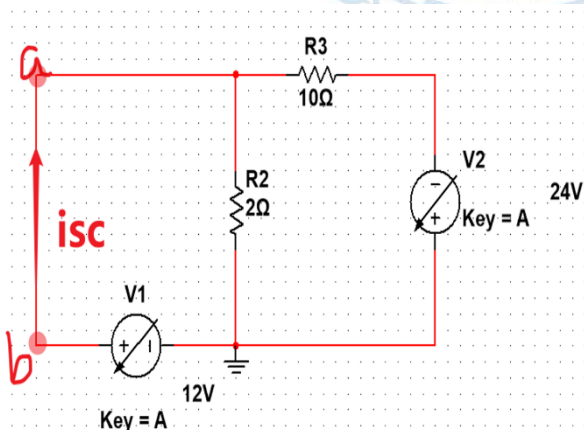 a
R3
10Ω
R2
2Ω
V2
24V
Key = A
isc
V1
b
12V
Key = A